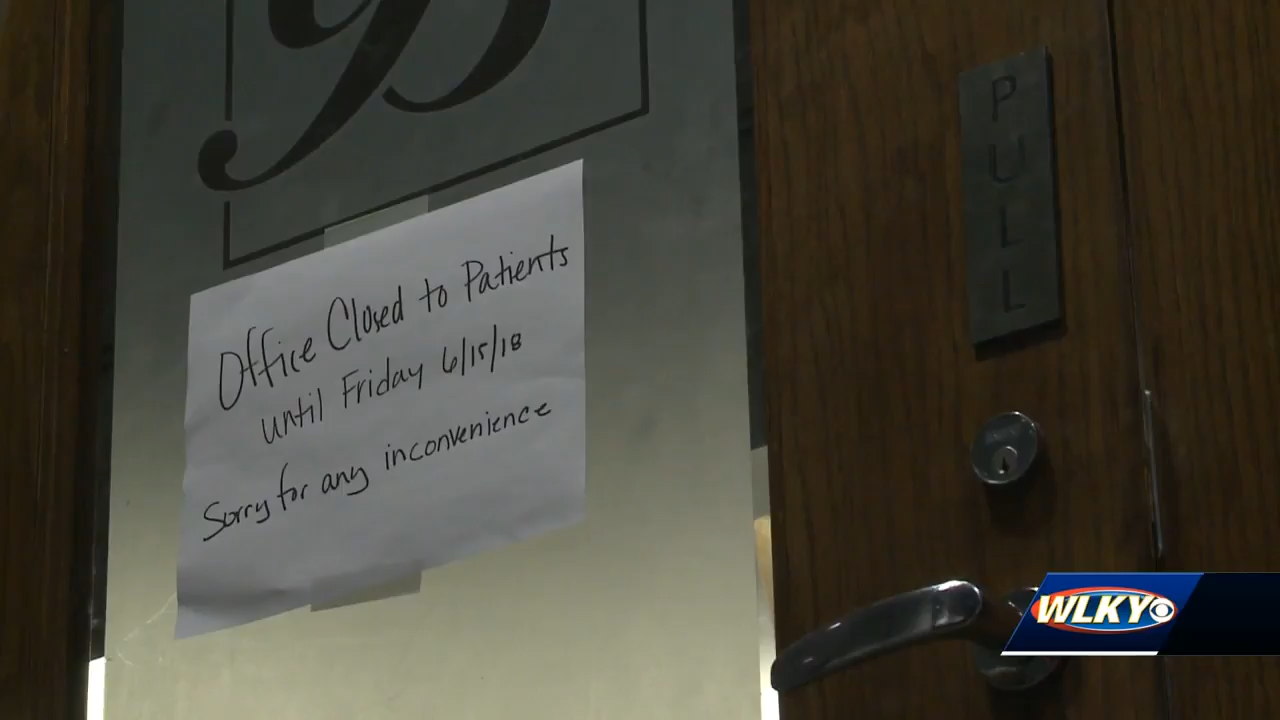 Office Closed to Patients
until Friday 6/15/18
Sorry for any inconvenience
PULL
WLKY